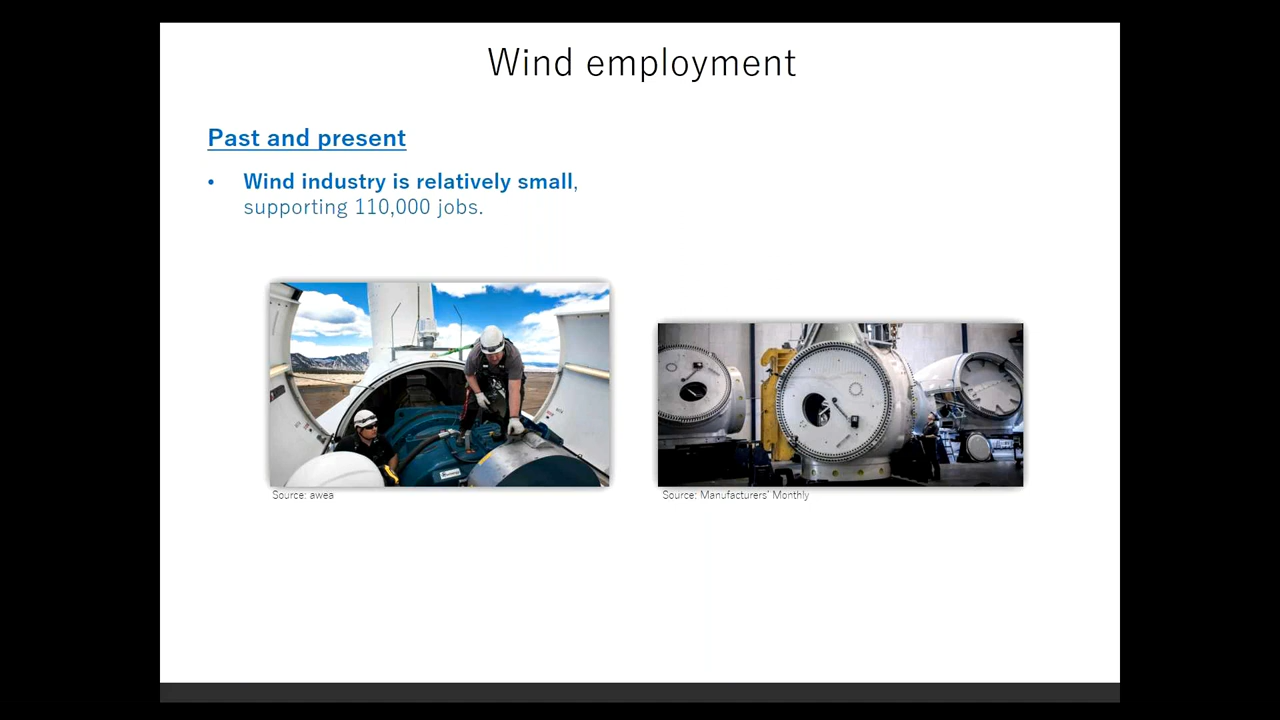 Wind employment
Past and present
• Wind industry is relatively small,
supporting 110,000 jobs.
Source: awea
Source: Manufacturers' Monthly